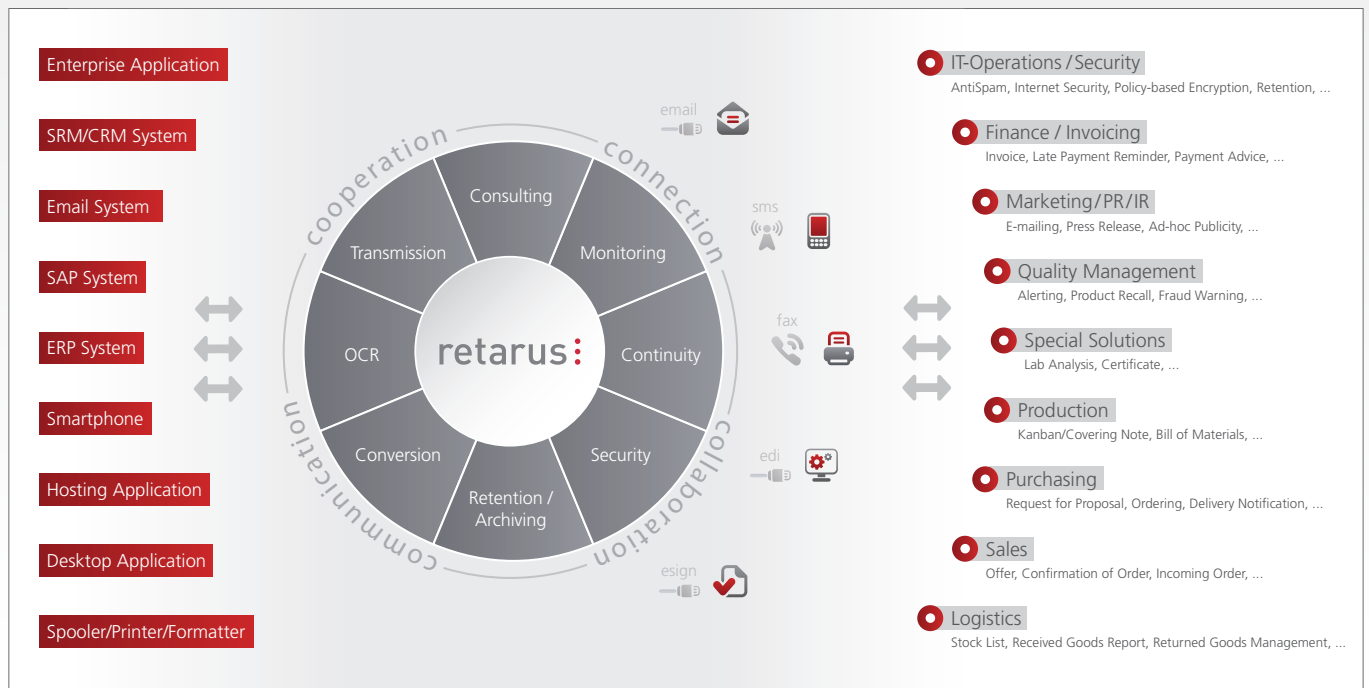 Enterprise Application
SRM/CRM System
Email System
SAP System
ERP System
Smartphone
Hosting Application
Desktop Application
Spooler/Printer/Formatter
cooperation
connection
collaboration
communication
Consulting
Monitoring
Continuity
Security
Retention /
Archiving
Conversion
OCR
Transmission
retarus
email
sms
fax
edi
esign
IT-Operations / Security
AntiSpam, Internet Security, Policy-based Encryption, Retention, ...
Finance / Invoicing
Invoice, Late Payment Reminder, Payment Advice, ...
Marketing/PR/IR
E-mailing, Press Release, Ad-hoc Publicity, ...
Quality Management
Alerting, Product Recall, Fraud Warning, ...
Special Solutions
Lab Analysis, Certificate, ...
Production
Kanban/Covering Note, Bill of Materials, ...
Purchasing
Request for Proposal, Ordering, Delivery Notification, ...
Sales
Offer, Confirmation of Order, Incoming Order, ...
Logistics
Stock List, Received Goods Report, Returned Goods Management, ...